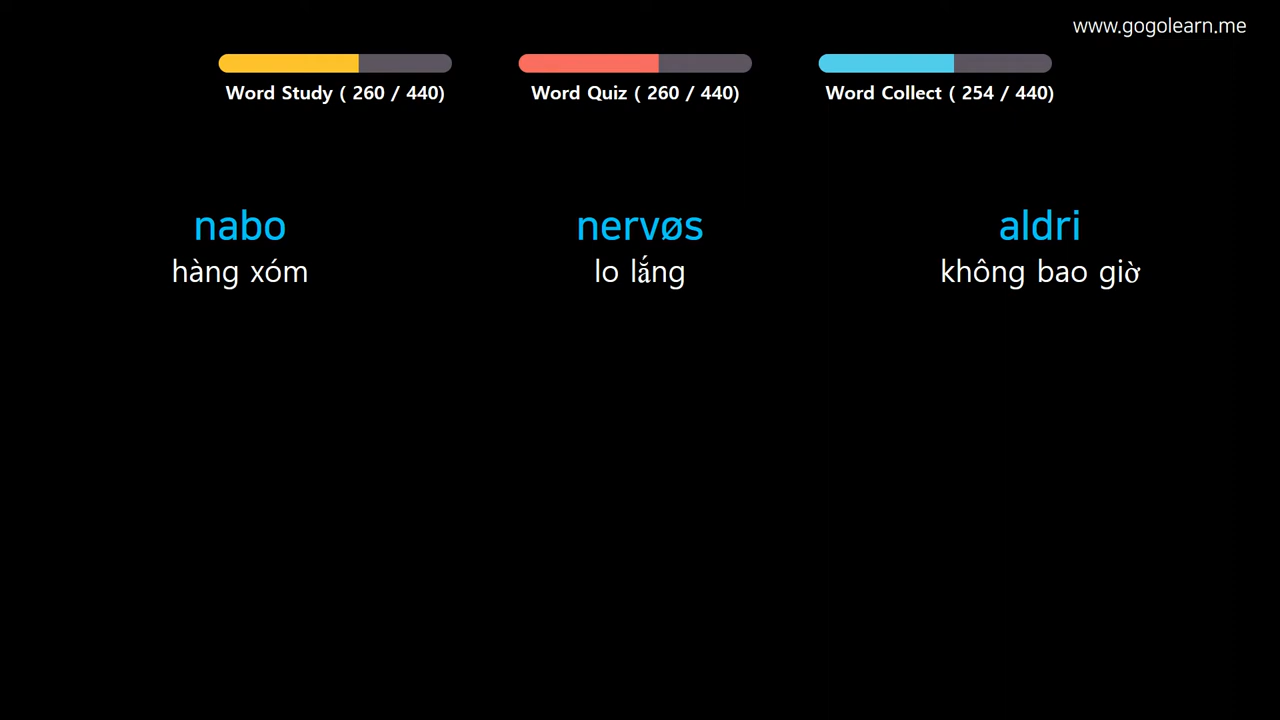 www.gogolearn.me
Word Study ( 260 / 440)
Word Quiz ( 260 / 440)
Word Collect ( 254 / 440)
nabo
hàng xóm
nervøs
lo lắng
aldri
không bao giờ